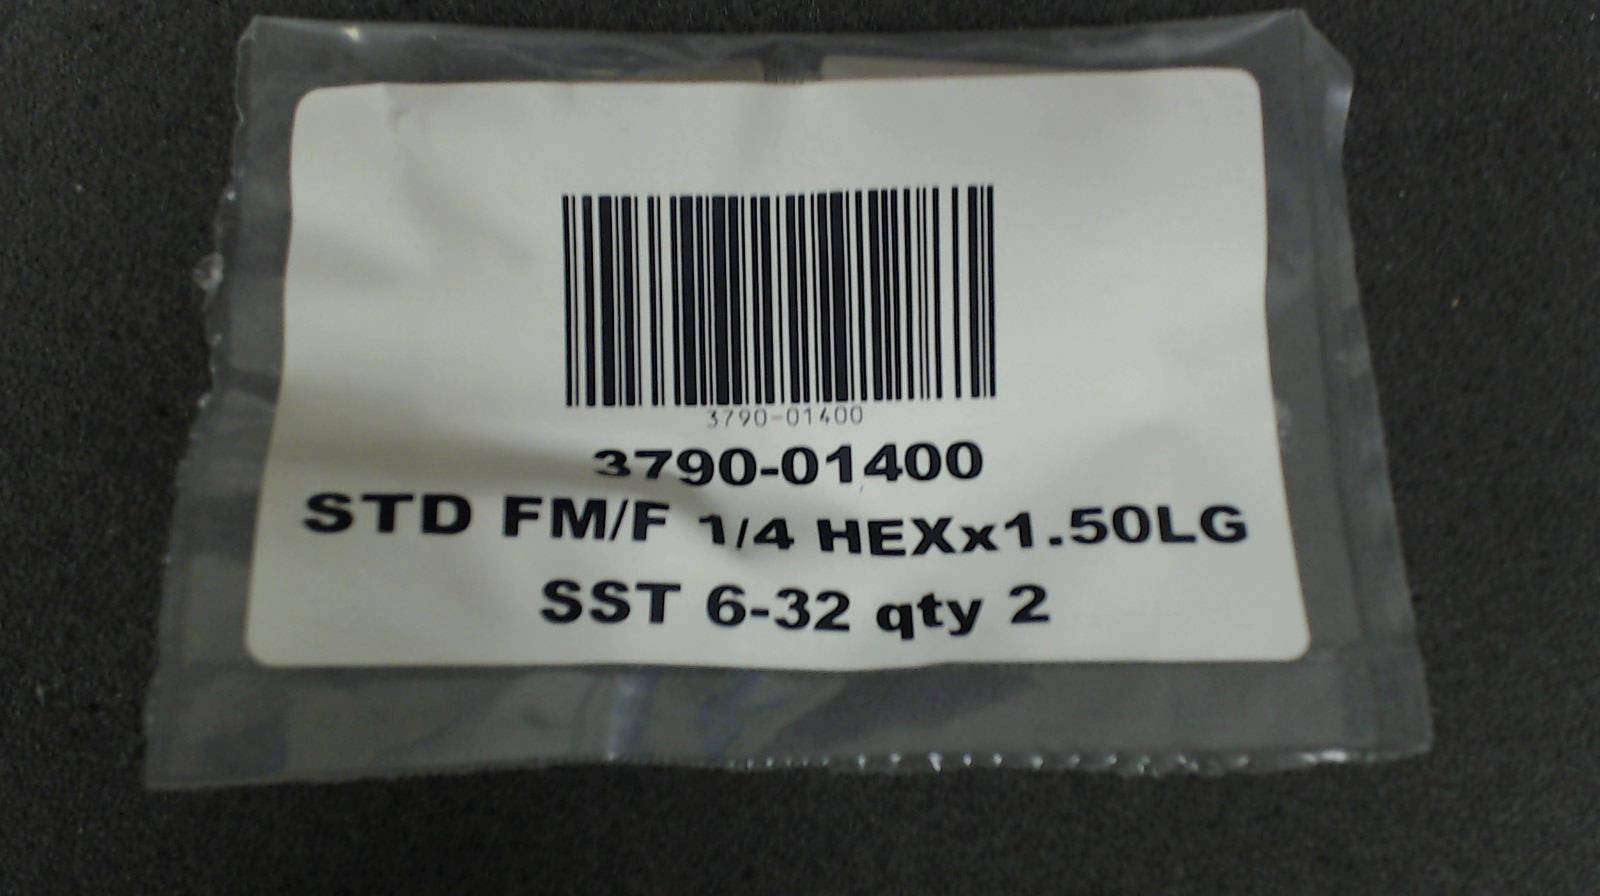 3790-01400
3790-01400
STD FM/F 1/4 HEXx1.50LG
SST 6-32 qty 2